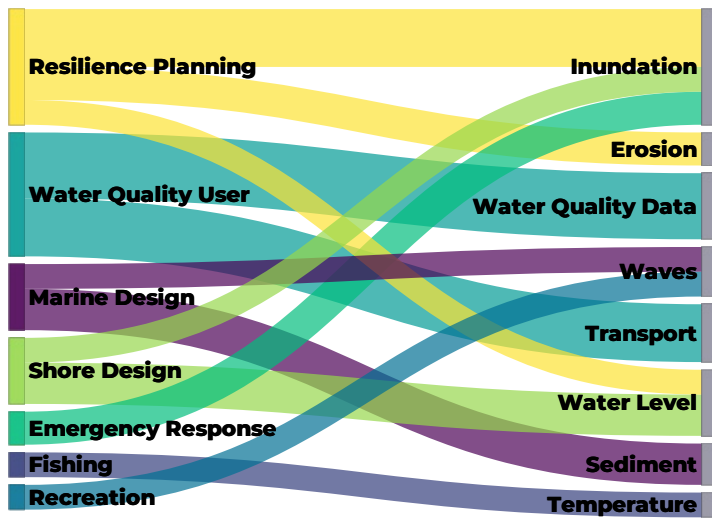 Resilience Planning
Water Quality User
Marine Design
Shore Design
Emergency Response
Fishing
Recreation
Inundation
Erosion
Water Quality Data
Waves
Transport
Water Level
Sediment
Temperature